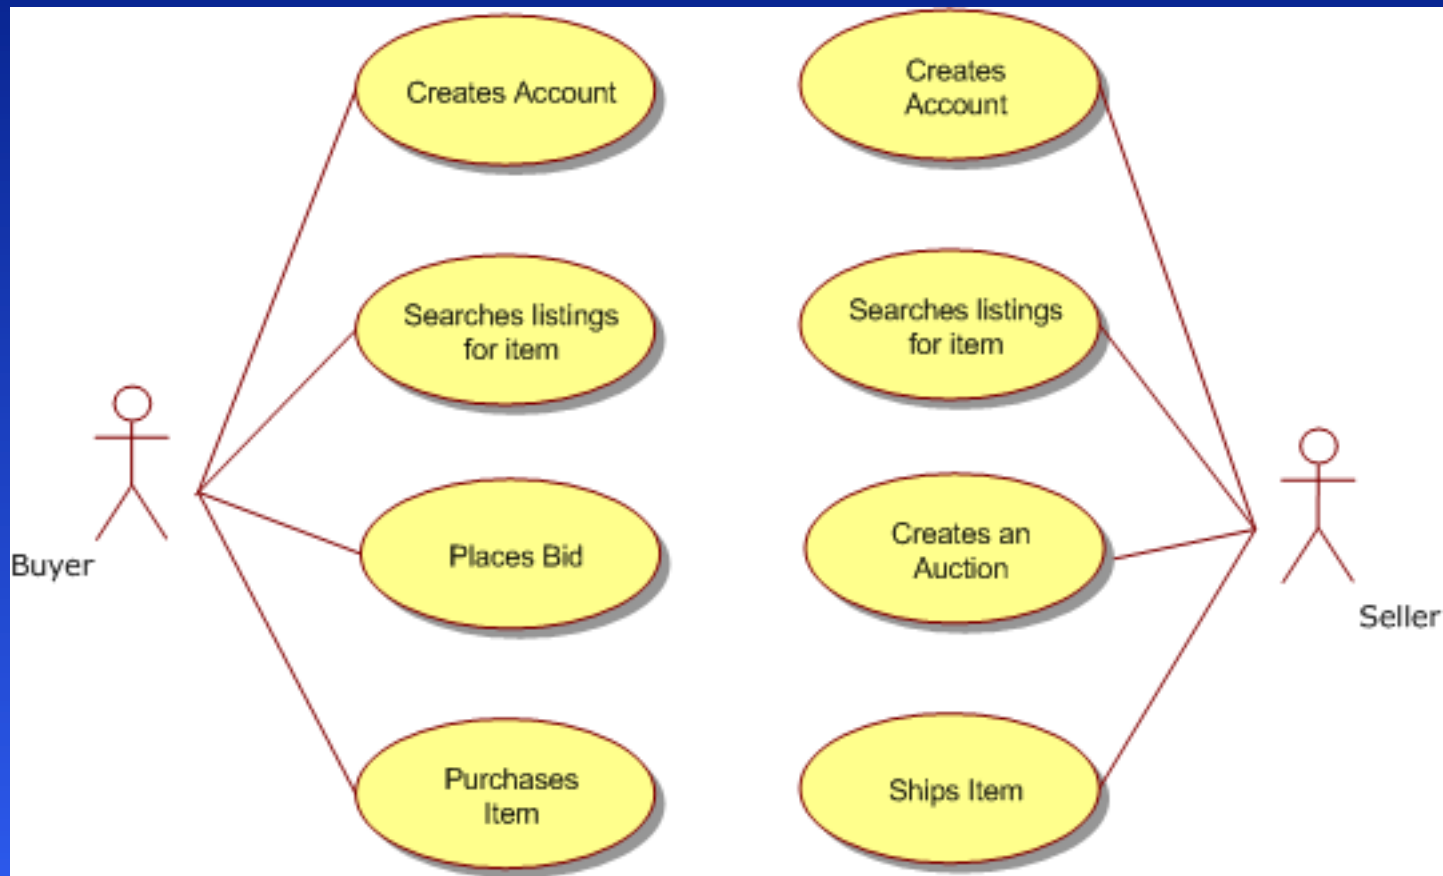 Creates Account
Creates
Account
Searches listings
for item
Searches listings
for item
Buyer
Places Bid
Creates an
Auction
Seller
Purchases
Item
Ships Item